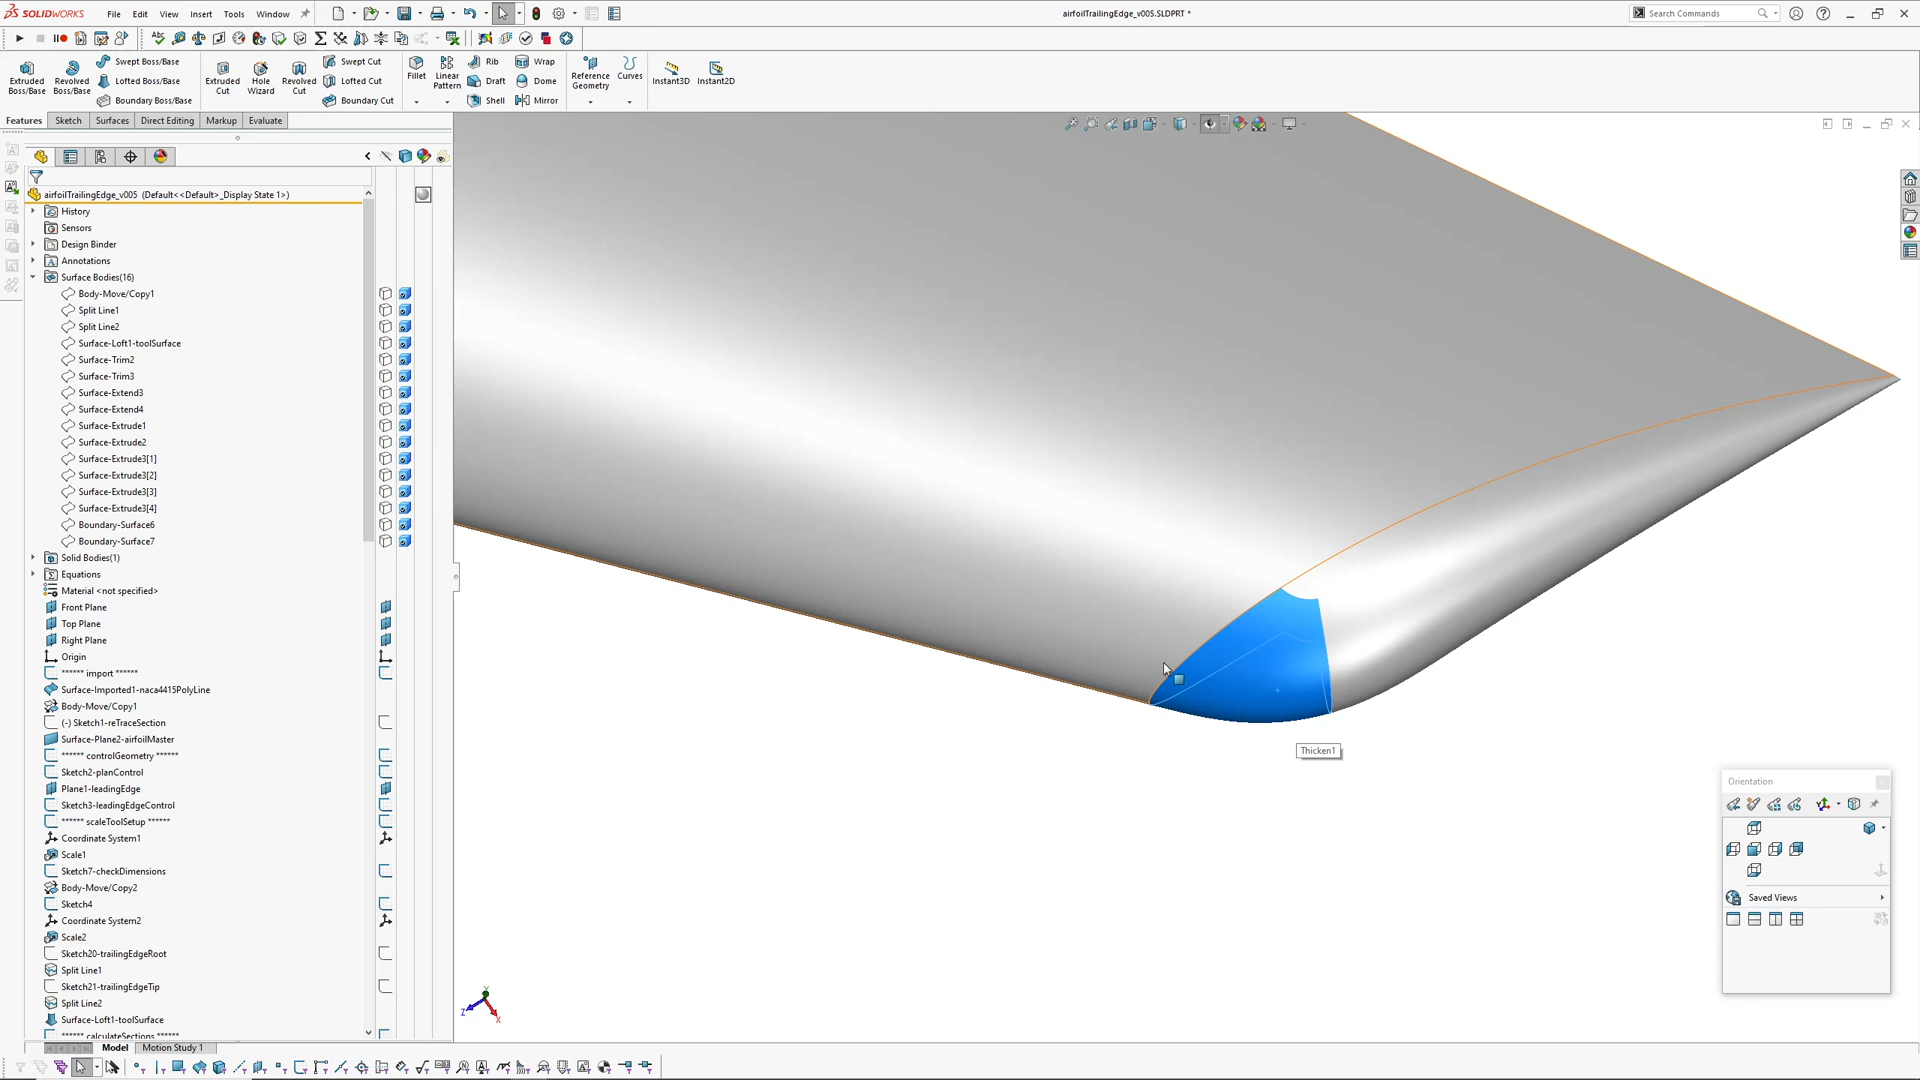 SOLIDWORKS File Edit View Insert Tools Window airfoilTrailingEdge_v005.SLDPRT * Search Commands
Extruded Boss/Base Revolved Boss/Base Swept Boss/Base Lofted Boss/Base Boundary Boss/Base Extruded Cut Hole Wizard Revolved Cut Swept Cut Lofted Cut Boundary Cut Fillet Linear Pattern Rib Draft Shell Wrap Dome Mirror Reference Geometry Curves Instant3D Instant2D
Features Sketch Surfaces Direct Editing Markup Evaluate
airfoilTrailingEdge_v005 (Default<<Default>_Display State 1>)
History
Sensors
Design Binder
Annotations
Surface Bodies(16)
Body-Move/Copy1
Split Line1
Split Line2
Surface-Loft1-toolSurface
Surface-Trim2
Surface-Trim3
Surface-Extend3
Surface-Extend4
Surface-Extrude1
Surface-Extrude2
Surface-Extrude3[1]
Surface-Extrude3[2]
Surface-Extrude3[3]
Surface-Extrude3[4]
Boundary-Surface6
Boundary-Surface7
Solid Bodies(1)
Equations
Material <not specified>
Front Plane
Top Plane
Right Plane
Origin
****** import ******
Surface-Imported1-naca4415PolyLine
Body-Move/Copy1
(-) Sketch1-reTraceSection
Surface-Plane2-airfoilMaster
****** controlGeometry ******
Sketch2-planControl
Plane1-leadingEdge
Sketch3-leadingEdgeControl
****** scaleToolSetup ******
Coordinate System1
Scale1
Sketch7-checkDimensions
Body-Move/Copy2
Sketch4
Coordinate System2
Scale2
Sketch20-trailingEdgeRoot
Split Line1
Sketch21-trailingEdgeTip
Split Line2
Surface-Loft1-toolSurface
****** calculateSections ******
Thicken1
Orientation
Saved Views
Y
Z
X
Model Motion Study 1